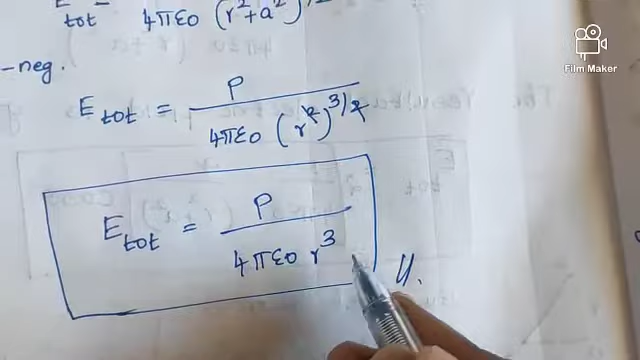 E_tot = / 4πε0 (r²+a²)^3/2
-neg.
E_tot = P / 4πε0 (r²)^3/2
E_tot = P / 4πε0 r³
Film Maker